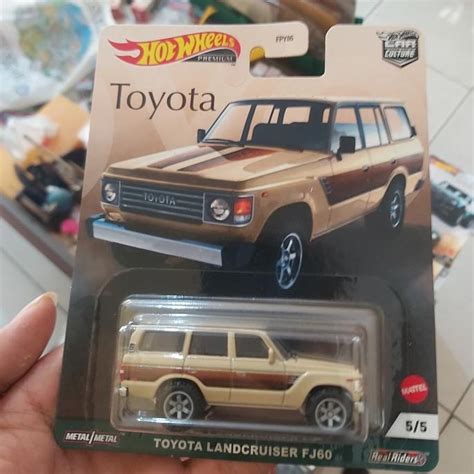 HOT WHEELS
PREMIUM
FPY86
CAR
CULTURE
Toyota
TOYOTA
MATTEL
5/5
METAL/METAL
TOYOTA LANDCRUISER FJ60
Real Riders